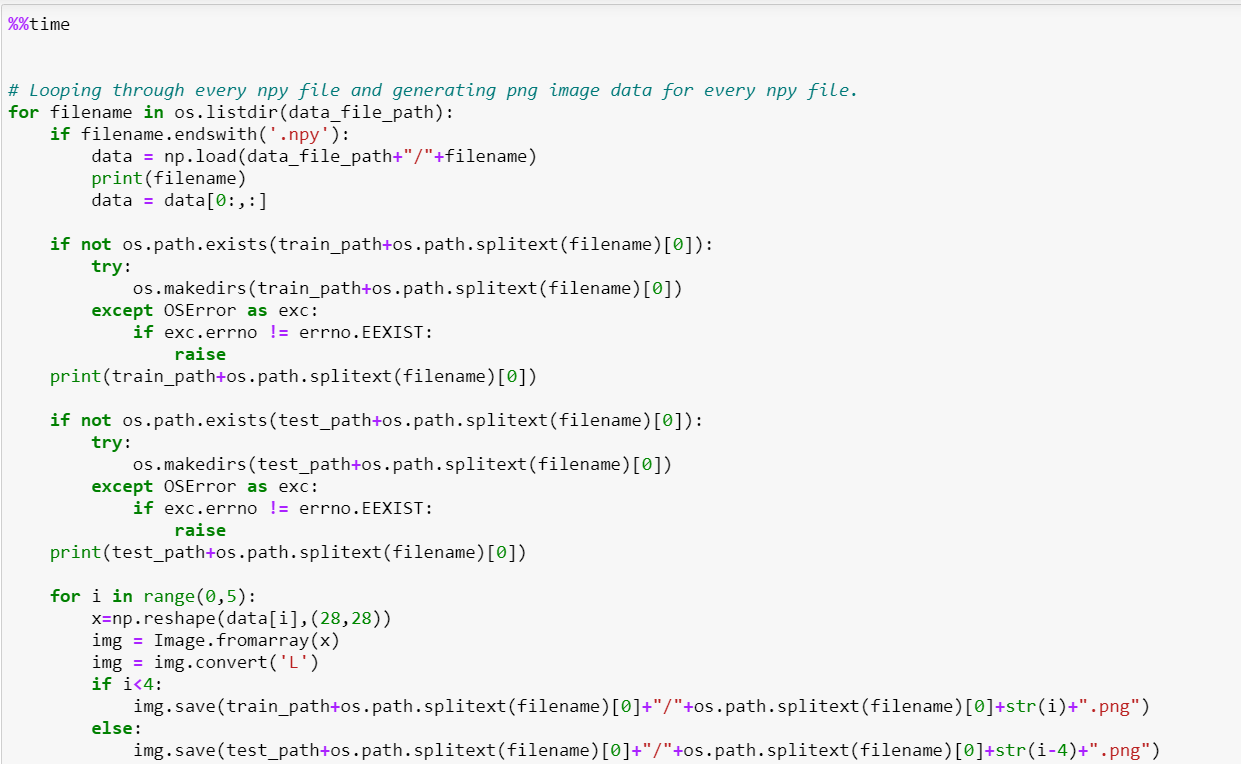 %%time
# Looping through every npy file and generating png image data for every npy file.
for filename in os.listdir(data_file_path):
    if filename.endswith('.npy'):
        data = np.load(data_file_path+"/"+filename)
        print(filename)
        data = data[0:,:]
    if not os.path.exists(train_path+os.path.splitext(filename)[0]):
        try:
            os.makedirs(train_path+os.path.splitext(filename)[0])
        except OSError as exc:
            if exc.errno != errno.EEXIST:
                raise
    print(train_path+os.path.splitext(filename)[0])
    if not os.path.exists(test_path+os.path.splitext(filename)[0]):
        try:
            os.makedirs(test_path+os.path.splitext(filename)[0])
        except OSError as exc:
            if exc.errno != errno.EEXIST:
                raise
    print(test_path+os.path.splitext(filename)[0])
    for i in range(0,5):
        x=np.reshape(data[i],(28,28))
        img = Image.fromarray(x)
        img = img.convert('L')
        if i<4:
            img.save(train_path+os.path.splitext(filename)[0]+"/"+os.path.splitext(filename)[0]+str(i)+".png")
        else:
            img.save(test_path+os.path.splitext(filename)[0]+"/"+os.path.splitext(filename)[0]+str(i-4)+".png")